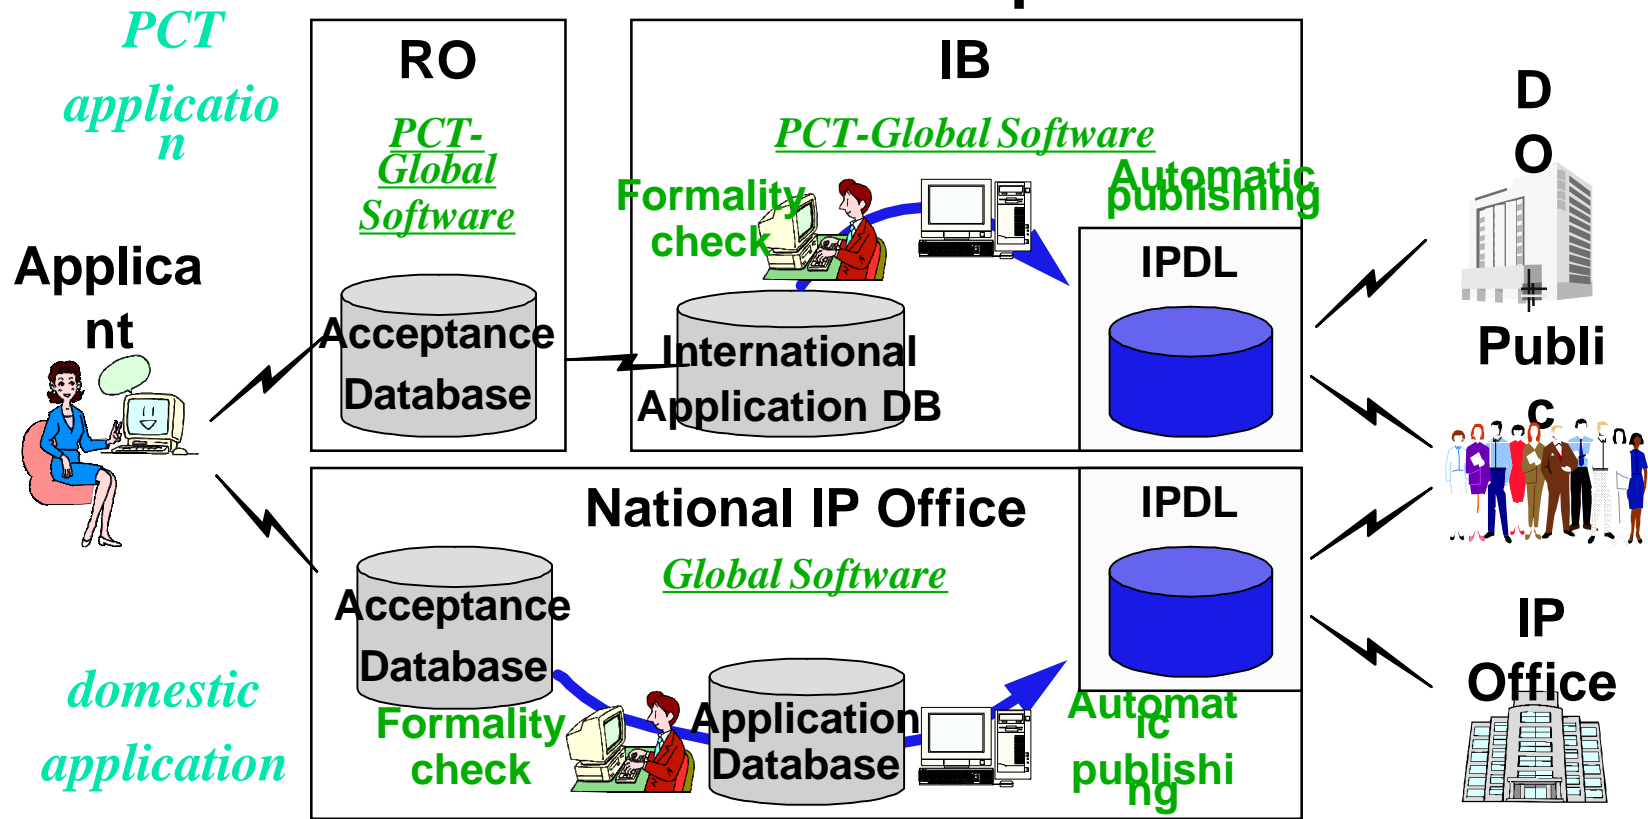 PCT
applicatio
n
RO
PCT-
Global
Software
IB
PCT-Global Software
Formality
check
Automatic
publishing
IPDL
D
O
Applica
nt
Acceptance
Database
International
Application DB
Publi
c
National IP Office
Global Software
IPDL
Acceptance
Database
Formality
check
Application
Database
Automat
ic
publishi
ng
IP
Office
domestic
application